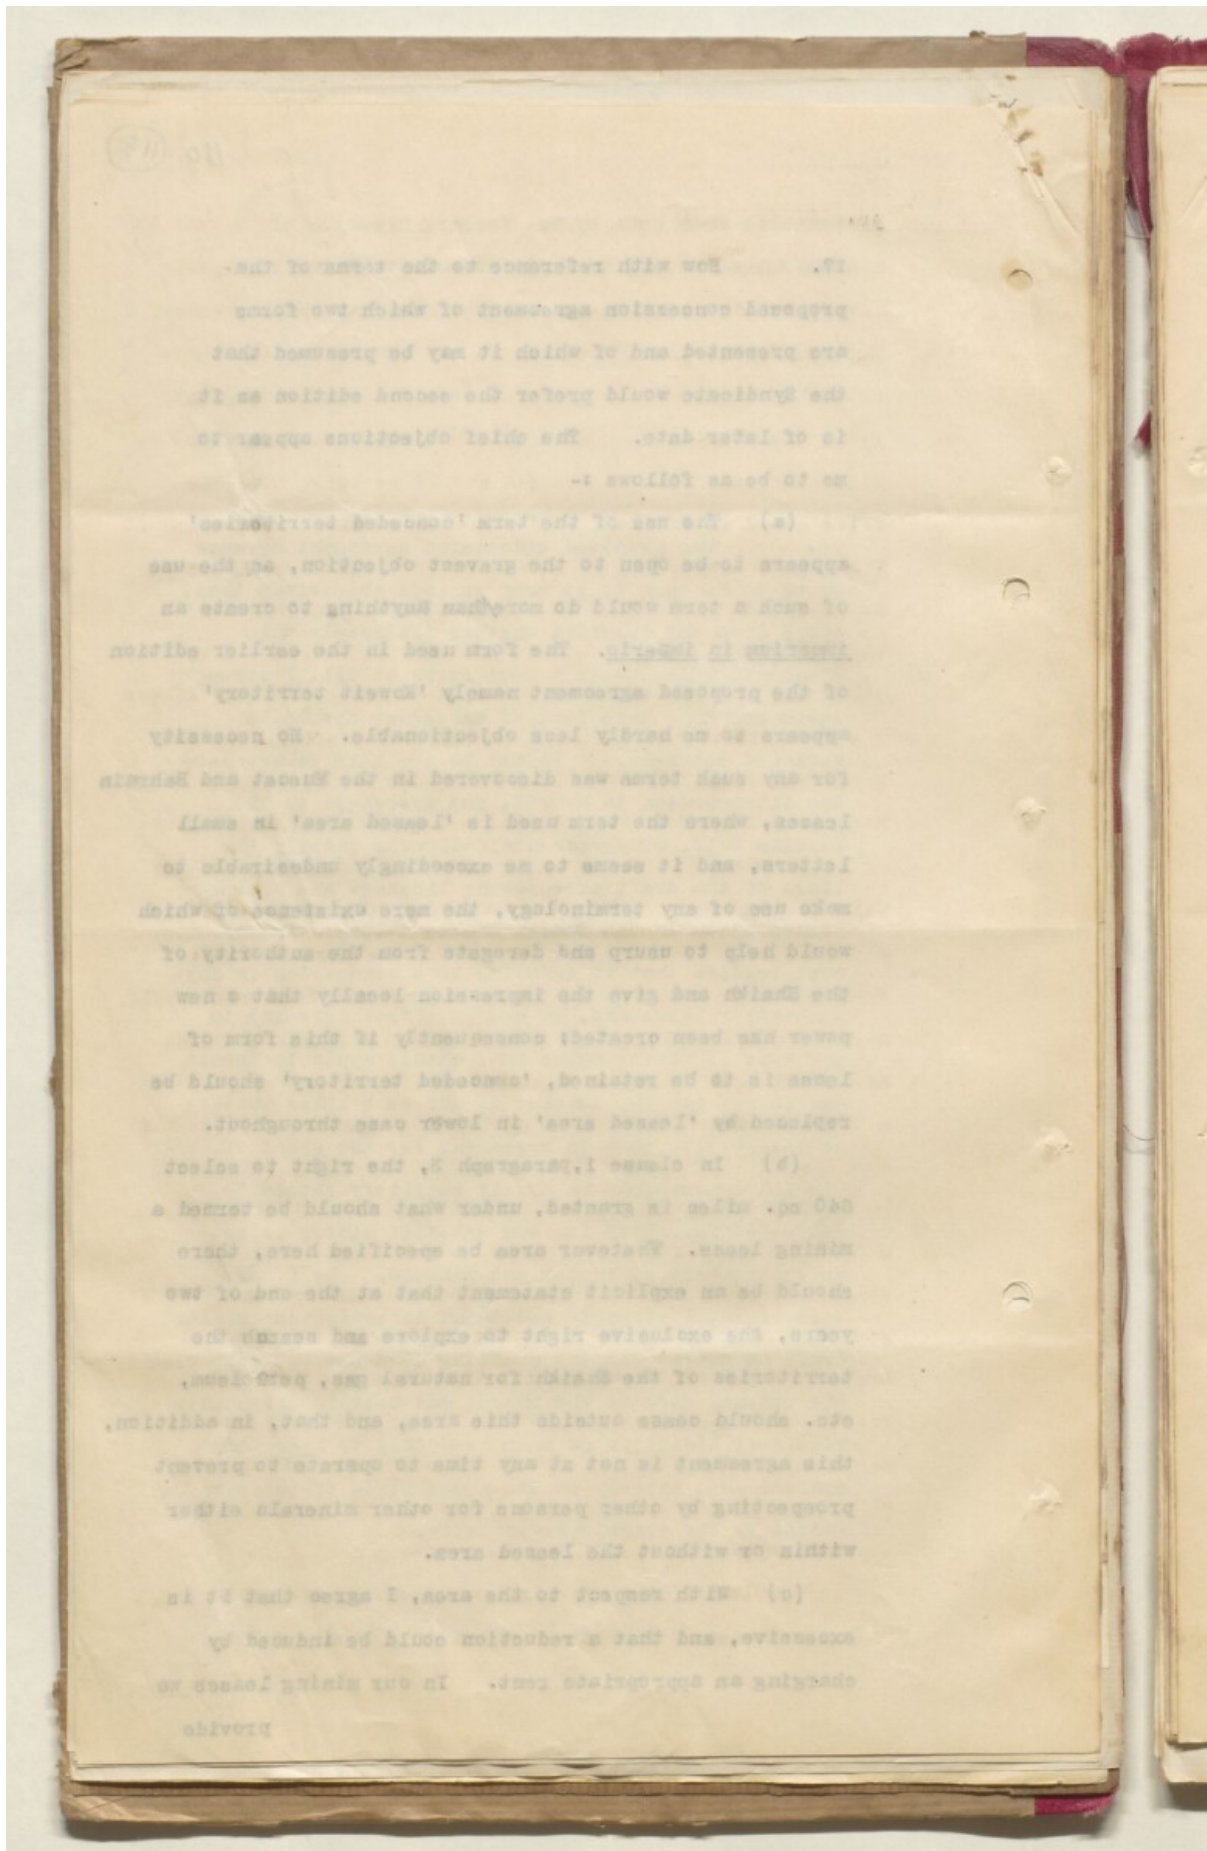 119 (118)
17. Now with reference to the terms of the
proposed concession agreement of which two forms
are presented and of which it may be presumed that
the Syndicate would prefer the second edition as it
is of later date. The chief objections appear to
me to be as follows :-
(a) The use of the term 'conceded territories'
appears to be open to the gravest objection, as the use
of such a term would do more/than anything to create an
imperium in imperio. The form used in the earlier edition
of the proposed agreement namely 'Koweit territory'
appears to me hardly less objectionable. No necessity
for any such terms was discovered in the Muscat and Bahrain
leases, where the term used is 'leased area' in small
letters, and it seems to me exceedingly undesirable to
make use of any terminology, the mere existence of which
would help to usurp and derogate from the authority of
the Shaikh and give the impression locally that a new
power has been created; consequently if this form of
lease is to be retained, 'conceded territory' should be
replaced by 'leased area' in lower case throughout.
(b) In clause 1, paragraph 2, the right to select
640 sq. miles is granted, under what should be termed a
mining lease. Whatever area be specified here, there
should be an explicit statement that at the end of two
years, the exclusive right to explore and search the
territories of the Shaikh for natural gas, petroleum,
etc. should cease outside this area, and that, in addition,
this agreement is not at any time to operate to prevent
prospecting by other persons for other minerals either
within or without the leased area.
(c) With respect to the area, I agree that it is
excessive, and that a reduction could be induced by
charging an appropriate rent. In our mining leases we
provide